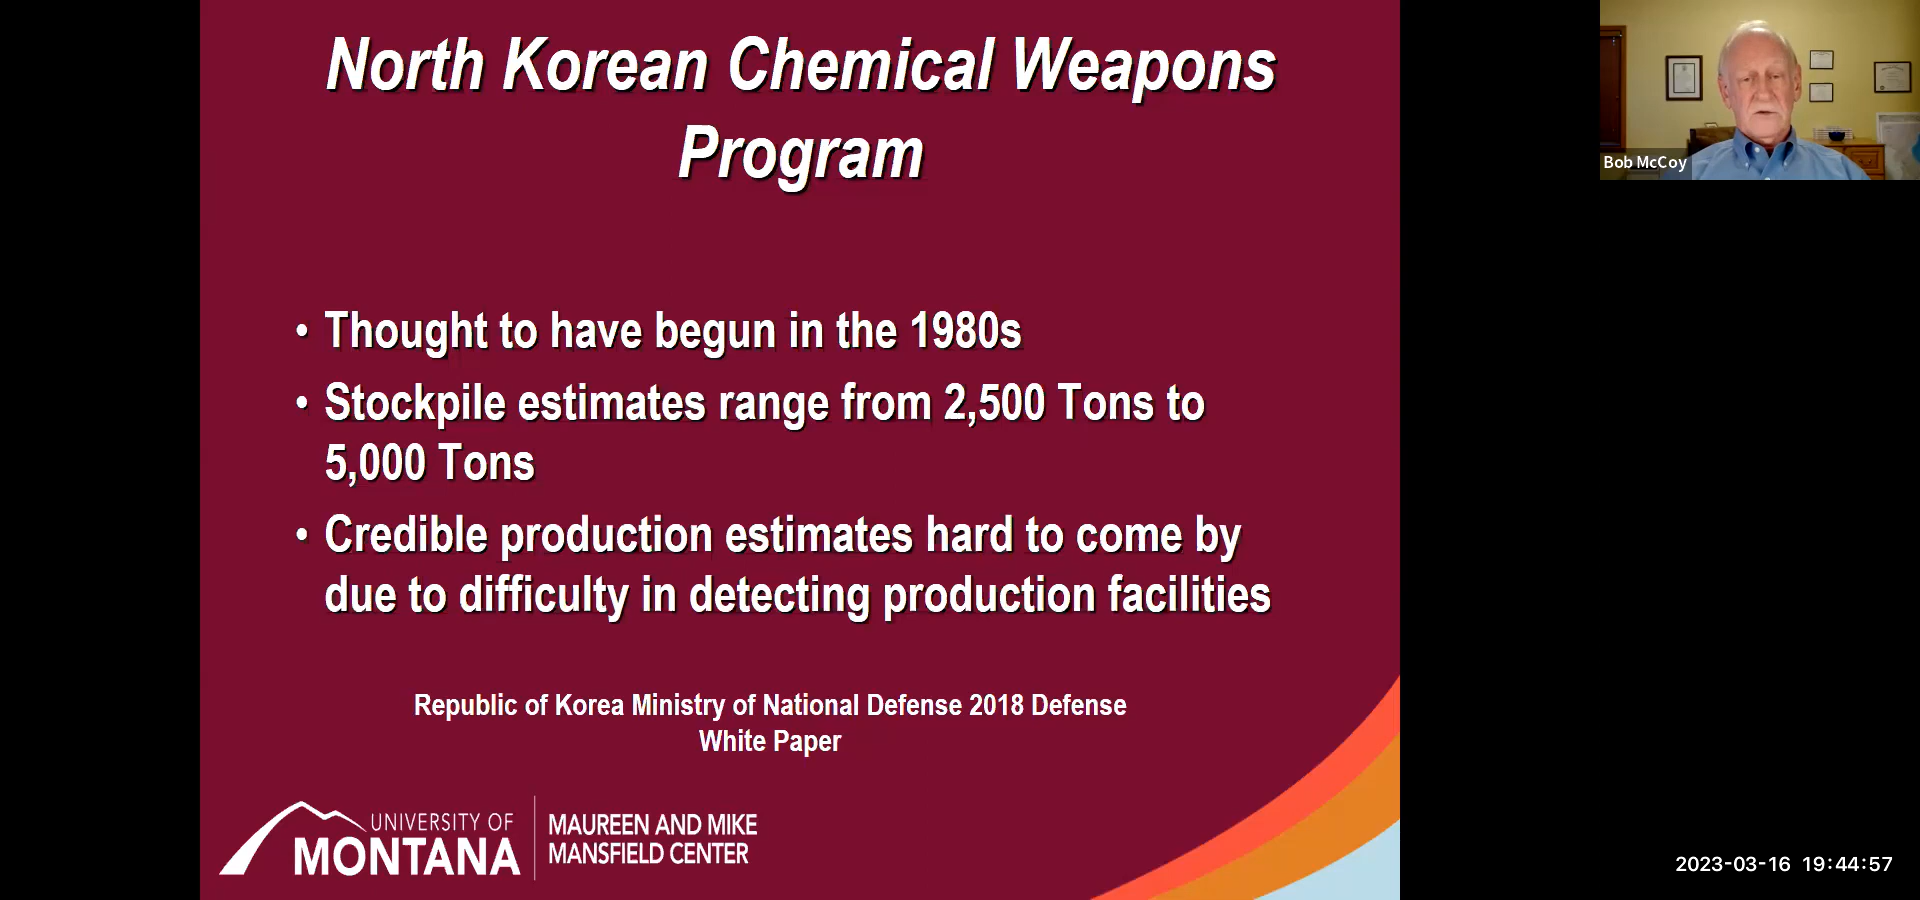 North Korean Chemical Weapons
Program
• Thought to have begun in the 1980s
• Stockpile estimates range from 2,500 Tons to
5,000 Tons
• Credible production estimates hard to come by
due to difficulty in detecting production facilities
Republic of Korea Ministry of National Defense 2018 Defense
White Paper
UNIVERSITY OF
MONTANA
MAUREEN AND MIKE
MANSFIELD CENTER
Bob McCoy
2023-03-16 19:44:57